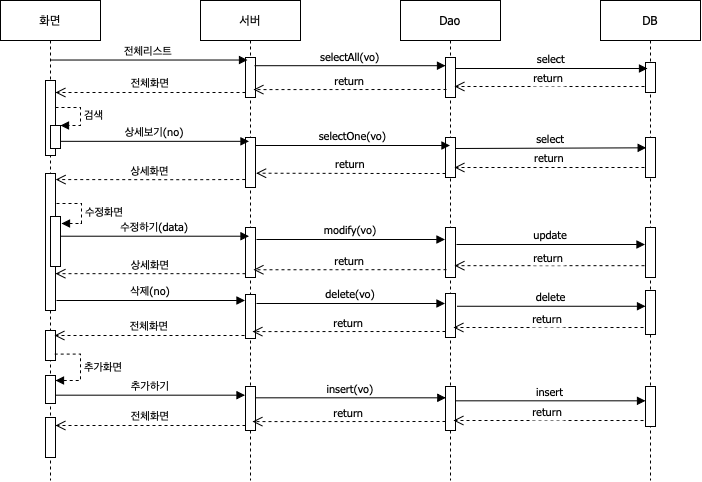 화면
서버
Dao
DB
전체리스트
selectAll(vo)
select
전체화면
return
return
검색
상세보기(no)
selectOne(vo)
select
상세화면
return
return
수정화면
수정하기(data)
modify(vo)
update
상세화면
return
return
삭제(no)
delete(vo)
delete
전체화면
return
return
추가화면
추가하기
insert(vo)
insert
전체화면
return
return